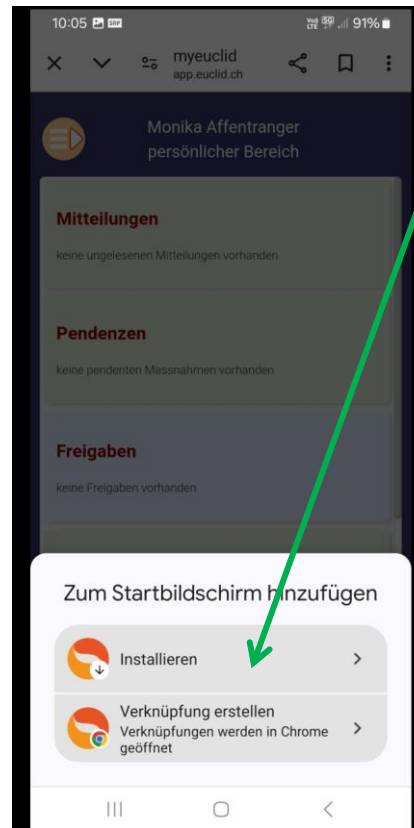 10:05 SRF 91%
myeuclid
app.euclid.ch
Monika Affentranger
persönlicher Bereich
Mitteilungen
keine ungelesenen Mitteilungen vorhanden
Pendenzen
keine pendenten Massnahmen vorhanden
Freigaben
keine Freigaben vorhanden
Zum Startbildschirm hinzufügen
Installieren
Verknüpfung erstellen
Verknüpfungen werden in Chrome
geöffnet